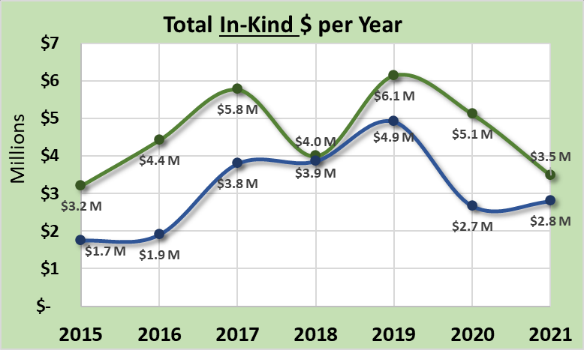 Total In-Kind $ per Year
$7
$6
$5
$4
$3
$2
$1
$-
Millions
$3.2 M
$4.4 M
$5.8 M
$4.0 M
$6.1 M
$5.1 M
$3.5 M
$1.7 M
$1.9 M
$3.8 M
$3.9 M
$4.9 M
$2.7 M
$2.8 M
2015 2016 2017 2018 2019 2020 2021